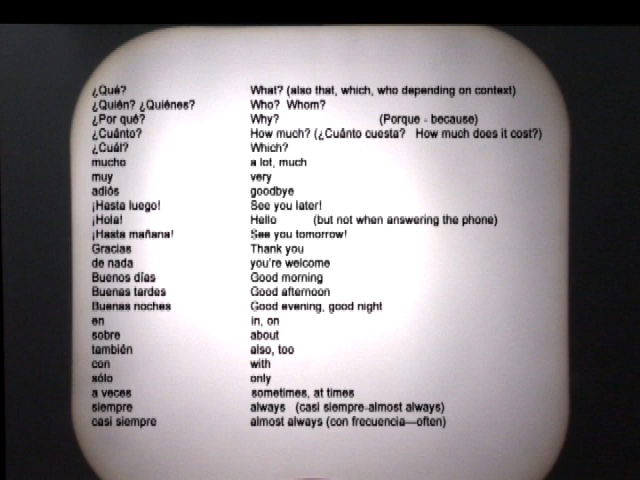 ¿Qué? What? (also that, which, who depending on context)
¿Quién? ¿Quiénes? Who? Whom?
¿Por qué? Why? (Porque - because)
¿Cuánto? How much? (¿Cuánto cuesta? How much does it cost?)
¿Cuál? Which?
mucho a lot, much
muy very
adiós goodbye
¡Hasta luego! See you later!
¡Hola! Hello (but not when answering the phone)
¡Hasta mañana! See you tomorrow!
Gracias Thank you
de nada you're welcome
Buenos días Good morning
Buenas tardes Good afternoon
Buenas noches Good evening, good night
en in, on
sobre about
también also, too
con with
sólo only
a veces sometimes, at times
siempre always (casi siempre-almost always)
casi siempre almost always (con frecuencia—often)